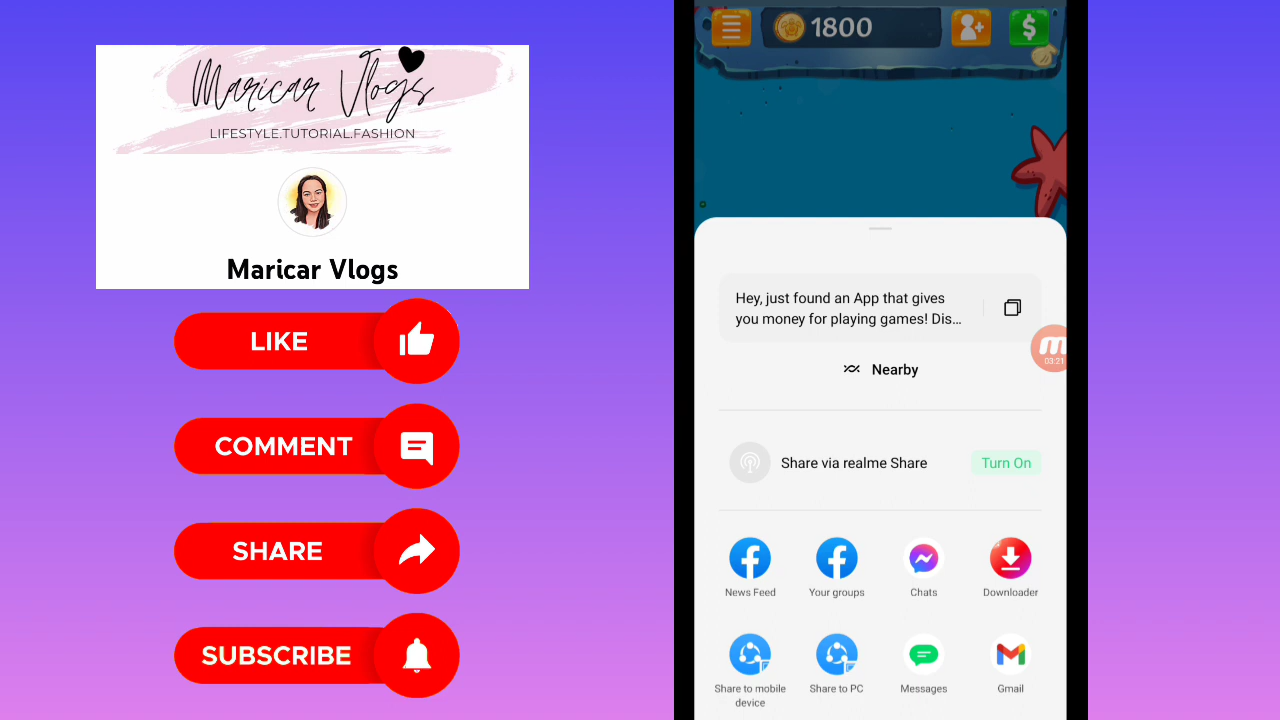 Maricar Vlogs
LIFESTYLE.TUTORIAL.FASHION
Maricar Vlogs
LIKE
COMMENT
SHARE
SUBSCRIBE
1800
Hey, just found an App that gives
you money for playing games! Dis...
03:21
Nearby
Share via realme Share
Turn On
News Feed
Your groups
Chats
Downloader
Share to mobile
device
Share to PC
Messages
Gmail